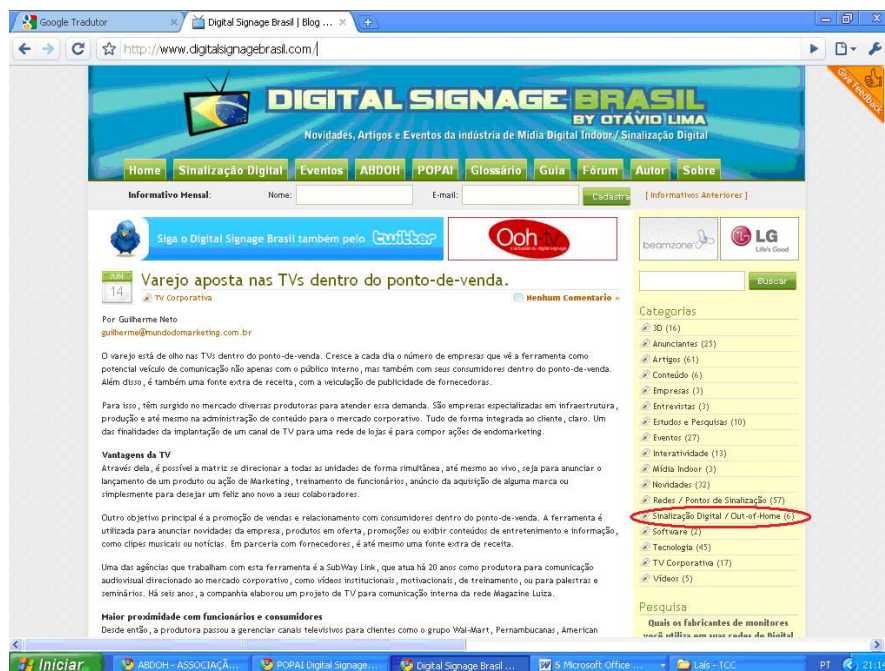 Google Tradutor
Digital Signage Brasil | Blog ...
http://www.digitalsignagebrasil.com/
Give Feedback
DIGITAL SIGNAGE BRASIL
BY OTÁVIO LIMA
Novidades, Artigos e Eventos da indústria de Mídia Digital Indoor / Sinalização Digital
Home Sinalização Digital Eventos ABDOH POPAI Glossário Guia Fórum Autor Sobre
Informativo Mensal: Nome: E-mail: Cadastra [ Informativos Anteriores ]
Siga o Digital Signage Brasil também pelo twitter
Ooh-tv
beamzone
LG
Life's Good
JUN
14
Varejo aposta nas TVs dentro do ponto-de-venda.
TV Corporativa
Nenhum Comentario »
Por Guilherme Neto
guilherme@mundodomarketing.com.br
O varejo está de olho nas TVs dentro do ponto-de-venda. Cresce a cada dia o número de empresas que vê a ferramenta como
potencial veículo de comunicação não apenas com o público interno, mas também com seus consumidores dentro do ponto-de-venda.
Além disso, é também uma fonte extra de receita, com a veiculação de publicidade de fornecedoras.
Para isso, têm surgido no mercado diversas produtoras para atender essa demanda. São empresas especializadas em infraestrutura,
produção e até mesmo na administração de conteúdo para o mercado corporativo. Tudo de forma integrada ao cliente, claro. Um
das finalidades da implantação de um canal de TV para uma rede de lojas é para compor ações de endomarketing.
Vantagens da TV
Através dela, é possível a matriz se direcionar a todas as unidades de forma simultânea, até mesmo ao vivo, seja para anunciar o
lançamento de um produto ou ação de Marketing, treinamento de funcionários, anúncio da aquisição de alguma marca ou
simplesmente para desejar um feliz ano novo a seus colaboradores.
Outro objetivo principal é a promoção de vendas e relacionamento com consumidores dentro do ponto-de-venda. A ferramenta é
utilizada para anunciar novidades da empresa, produtos em oferta, promoções ou exibir conteúdos de entretenimento e informação,
como clipes musicais ou notícias. Em parceria com fornecedores, é até mesmo uma fonte extra de receita.
Uma das agências que trabalham com esta ferramenta é a SubWay Link, que atua há 20 anos como produtora para comunicação
audiovisual direcionado ao mercado corporativo, como vídeos institucionais, motivacionais, de treinamento, ou para palestras e
seminários. Há seis anos, a companhia elaborou um projeto de TV para comunicação interna da rede Magazine Luiza.
Maior proximidade com funcionários e consumidores
Desde então, a produtora passou a gerenciar canais televisivos para clientes como o grupo Wal-Mart, Pernambucanas, American
Buscar
Categorias
3D (16)
Anunciantes (25)
Artigos (61)
Conteúdo (6)
Empresas (3)
Entrevistas (3)
Estudos e Pesquisas (10)
Eventos (27)
Interatividade (13)
Mídia Indoor (3)
Novidades (32)
Redes / Pontos de Sinalização (57)
Sinalização Digital / Out-of-Home (6)
Software (2)
Tecnologia (45)
TV Corporativa (17)
Vídeos (5)
Pesquisa
Quais os fabricantes de monitores
você utiliza em suas redes de Digital
Iniciar ABDOH - ASSOCIAÇÃ... POPAI Digital Signage... Digital Signage Brasil ... 5 Microsoft Office ... Laís - TCC PT